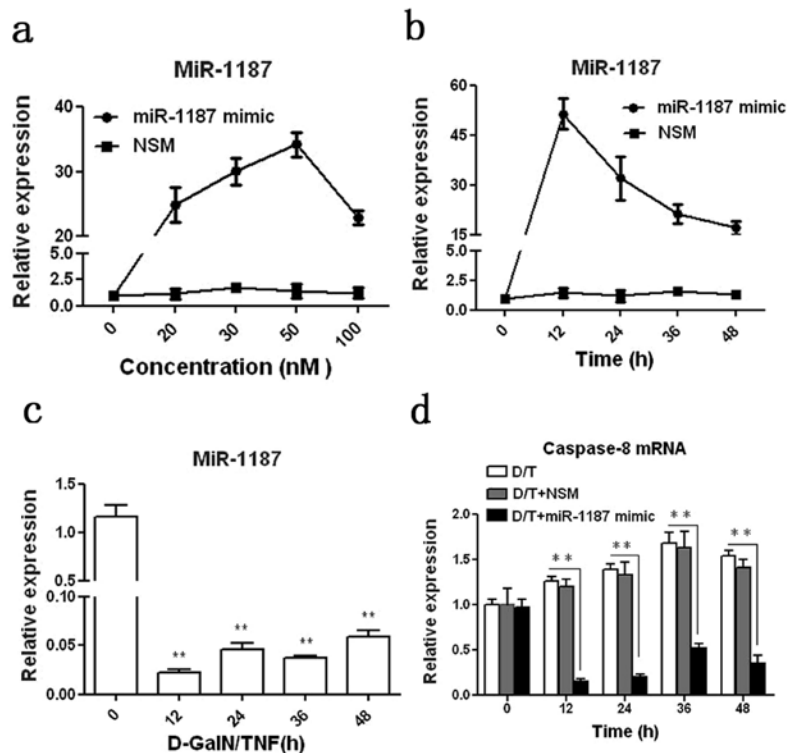 a
MiR-1187
miR-1187 mimic
NSM
Relative expression
40
30
20
5.0
2.5
0.0
0 20 30 50 100
Concentration (nM )
b
MiR-1187
miR-1187 mimic
NSM
Relative expression
60
45
30
15
5.0
2.5
0.0
0 12 24 36 48
Time (h)
c
MiR-1187
Relative expression
1.5
1.0
0.5
0.10
0.05
0.00
** ** ** **
0 12 24 36 48
D-GalN/TNF(h)
d
Caspase-8 mRNA
D/T
D/T+NSM
D/T+miR-1187 mimic
Relative expression
2.0
1.5
1.0
0.5
0.0
** ** ** **
0 12 24 36 48
Time (h)